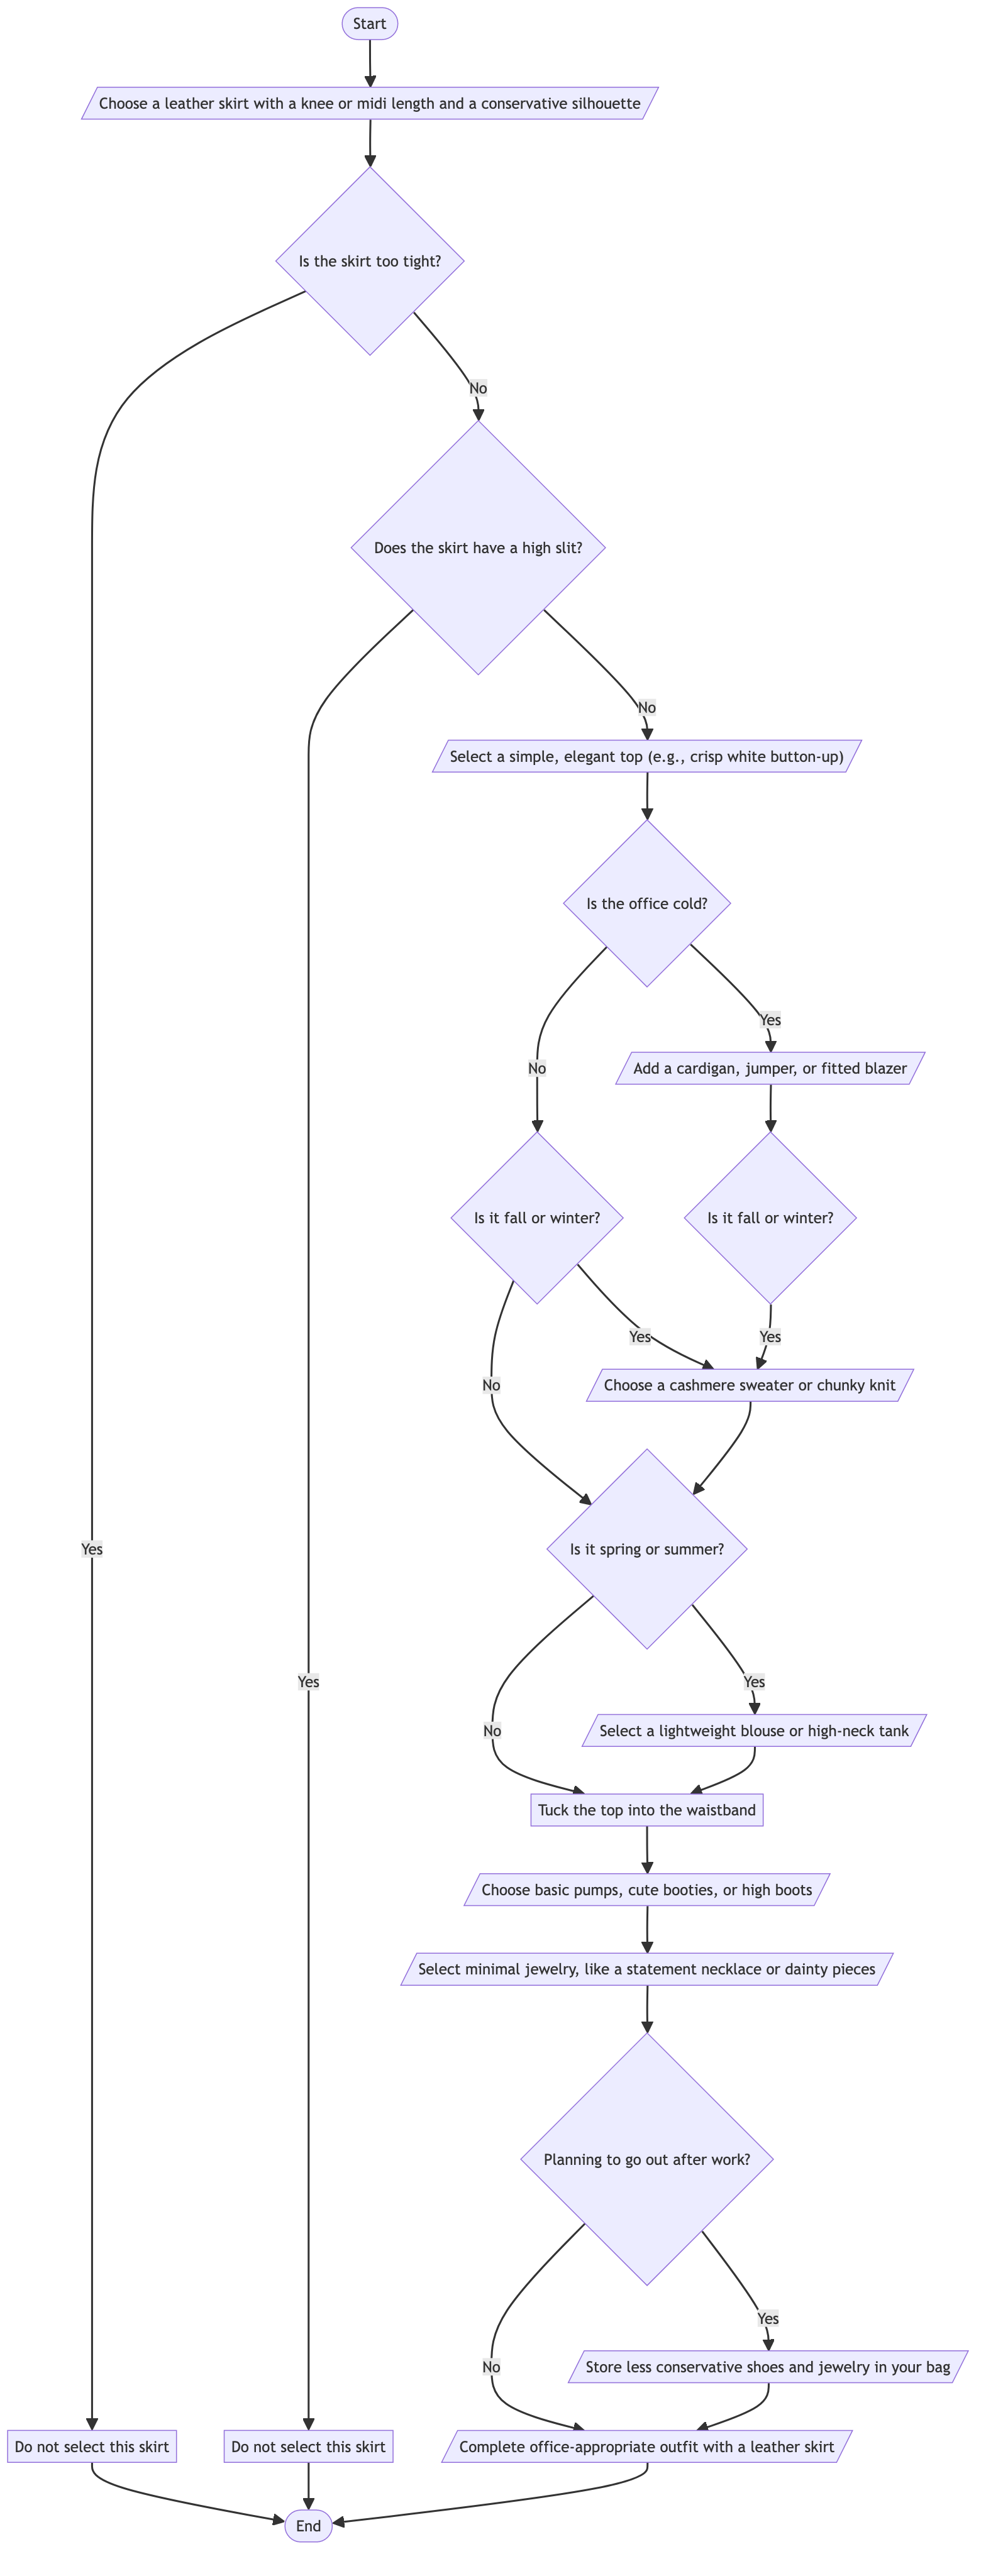 Start
Choose a leather skirt with a knee or midi length and a conservative silhouette
Is the skirt too tight?
No
Does the skirt have a high slit?
No
Select a simple, elegant top (e.g., crisp white button-up)
Is the office cold?
Yes
No
Add a cardigan, jumper, or fitted blazer
Is it fall or winter?
Is it fall or winter?
Yes
Yes
No
Choose a cashmere sweater or chunky knit
Yes
Is it spring or summer?
Yes
Yes
No
Select a lightweight blouse or high-neck tank
Tuck the top into the waistband
Choose basic pumps, cute booties, or high boots
Select minimal jewelry, like a statement necklace or dainty pieces
Planning to go out after work?
Yes
No
Store less conservative shoes and jewelry in your bag
Do not select this skirt
Do not select this skirt
Complete office-appropriate outfit with a leather skirt
End